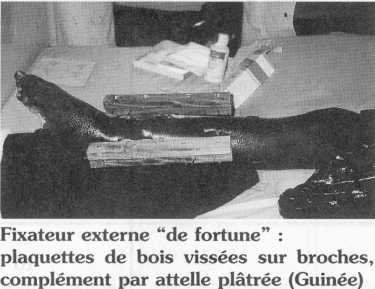 Fixateur externe “de fortune” :
plaquettes de bois vissées sur broches,
complément par attelle plâtrée (Guinée)